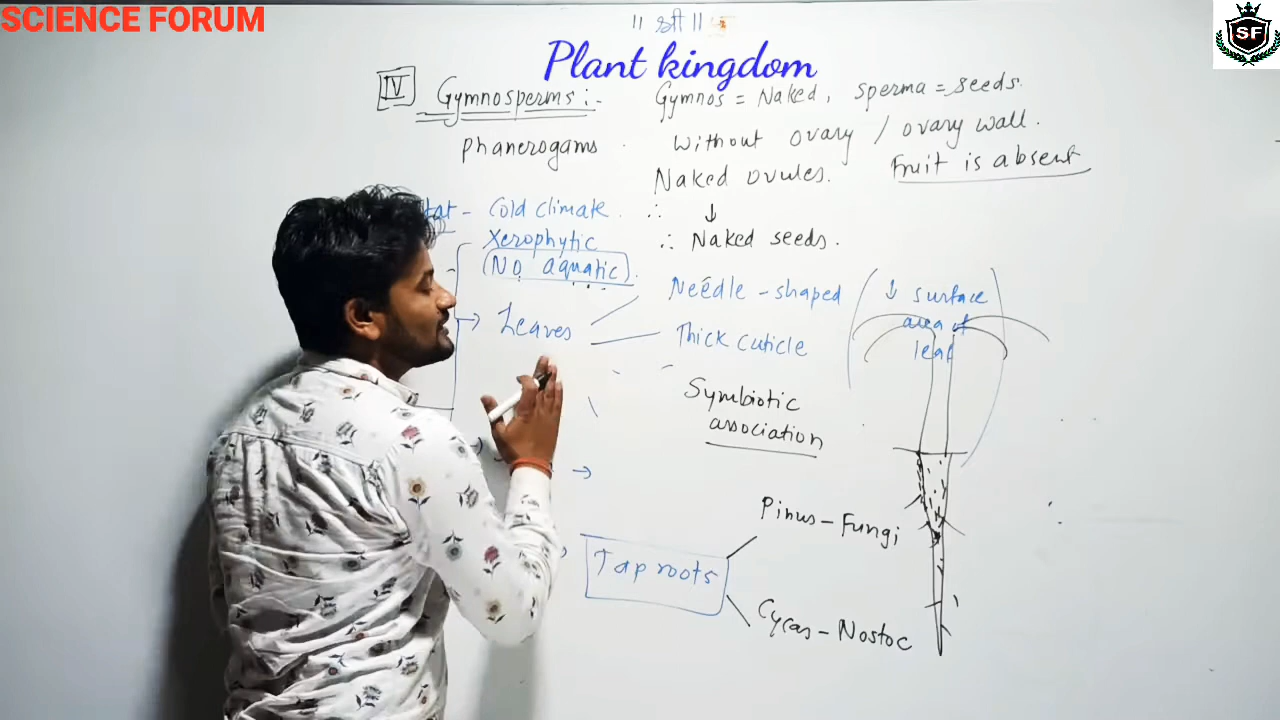 SCIENCE FORUM
SF
॥ श्री ॥
Plant kingdom
IV Gymnosperms :- Gymnos = Naked, sperma = seeds.
phanerogams. Without ovary / ovary wall.
Naked ovules. Fruit is absent
tat - Cold climate. ∴ ↓
Xerophytic ∴ Naked seeds.
(No aquatic).
Leaves
Needle - shaped
Thick cuticle
↓ surface
area of
leaf
Symbiotic
association
→
Tap roots
Pinus - Fungi
Cycas - Nostoc